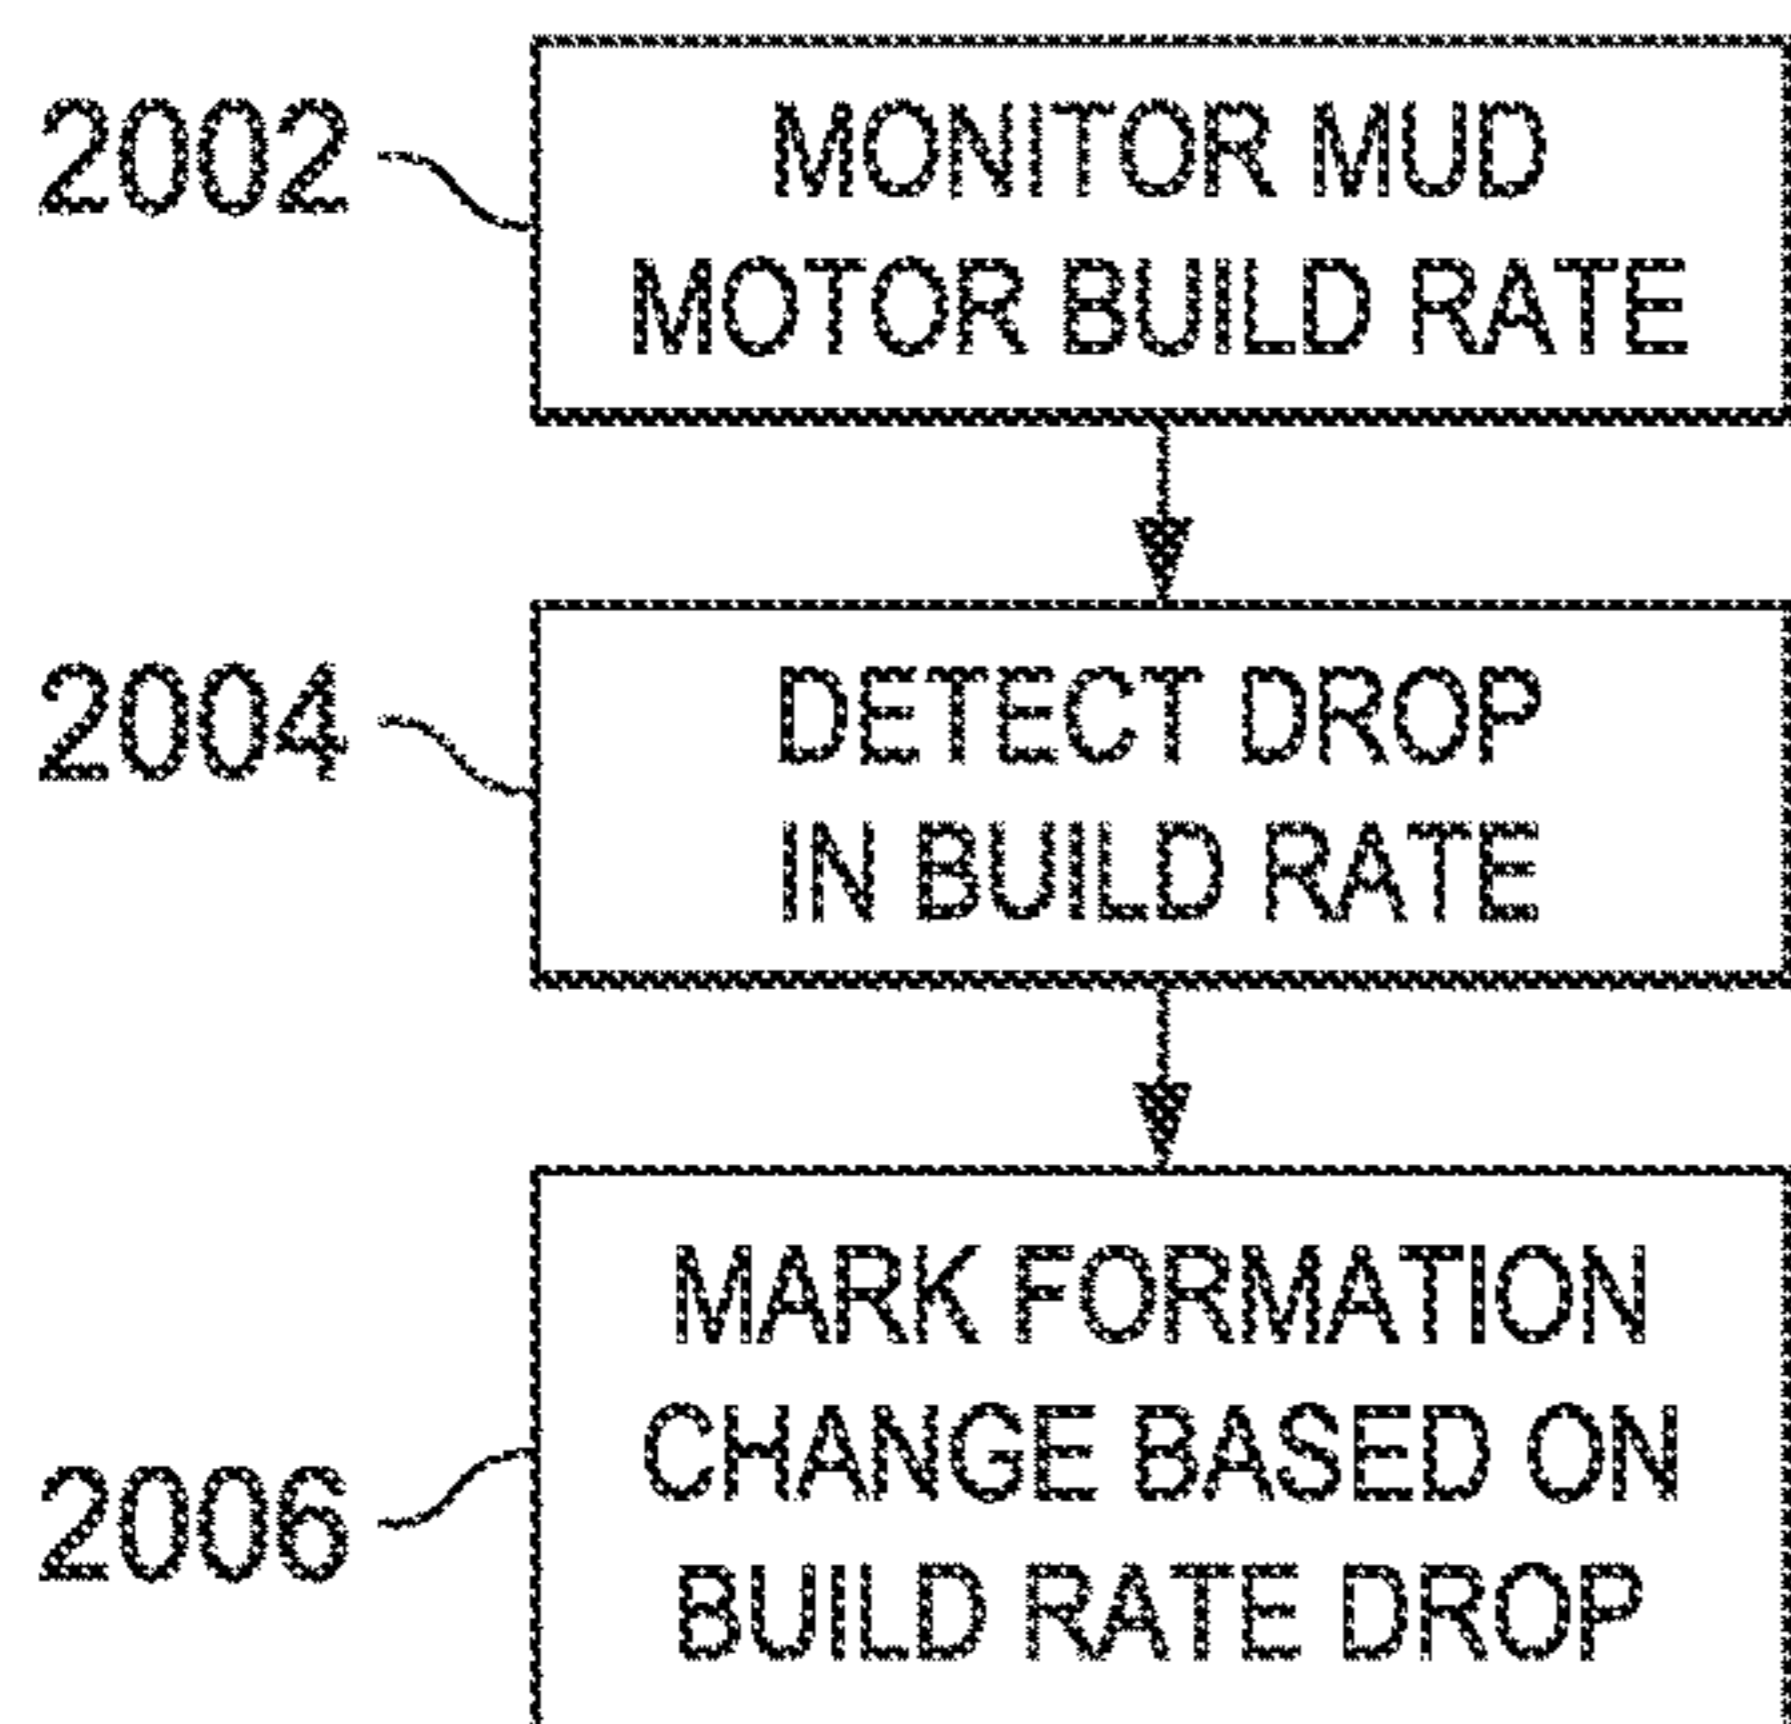 2002
MONITOR MUD
MOTOR BUILD RATE
2004
DETECT DROP
IN BUILD RATE
2006
MARK FORMATION
CHANGE BASED ON
BUILD RATE DROP